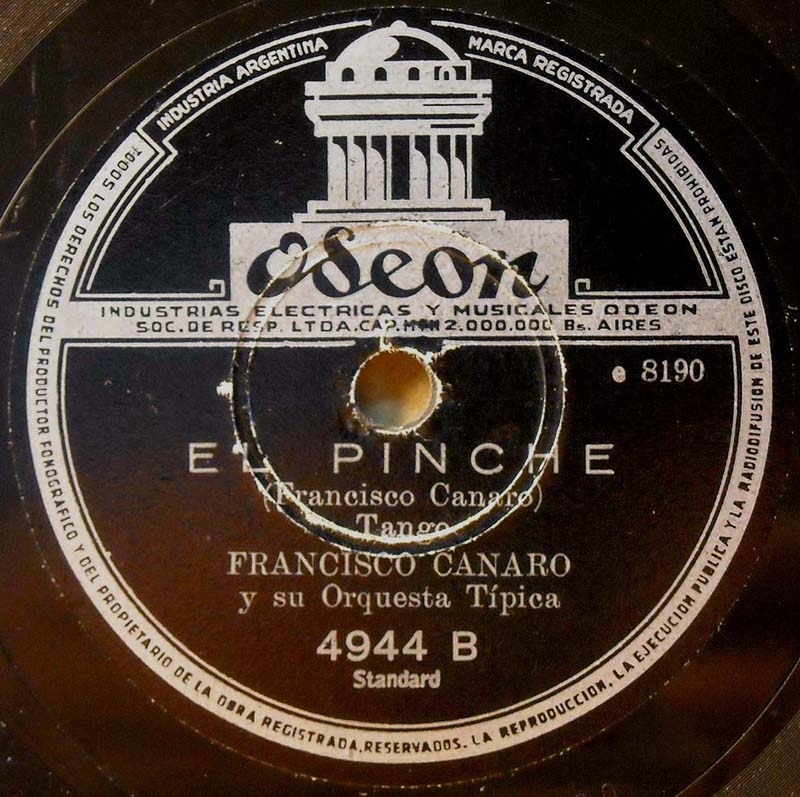 INDUSTRIA ARGENTINA
MARCA REGISTRADA
Odeon
INDUSTRIAS ELECTRICAS Y MUSICALES ODEON
SOC. DE RESP. LTDA. CAP. M$N 2.000.000 Bs. AIRES
e 8190
EL PINCHE
(Francisco Canaro)
Tango
FRANCISCO CANARO
y su Orquesta Típica
4944 B
Standard
TODOS LOS DERECHOS DEL PRODUCTOR FONOGRAFICO Y DEL PROPIETARIO DE LA OBRA REGISTRADA, RESERVADOS. LA REPRODUCCION, LA EJECUCION PUBLICA Y LA RADIODIFUSION DE ESTE DISCO ESTAN PROHIBIDAS